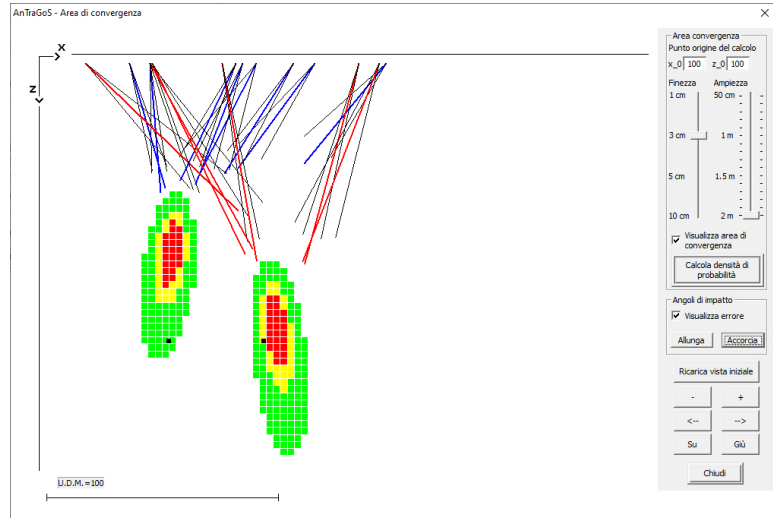 AnTraGoS - Area di convergenza
X
Z
Area convergenza
Punto origine del calcolo
x_0 100 z_0 100
Finezza Ampiezza
1 cm 50 cm
3 cm 1 m
5 cm 1.5 m
10 cm 2 m
Visualizza area di
convergenza
Calcola densità di
probabilità
Angoli di impatto
Visualizza errore
Allunga Accorcia
Ricarica vista iniziale
- +
<-- -->
Su Giù
Chiudi
U.D.M.=100